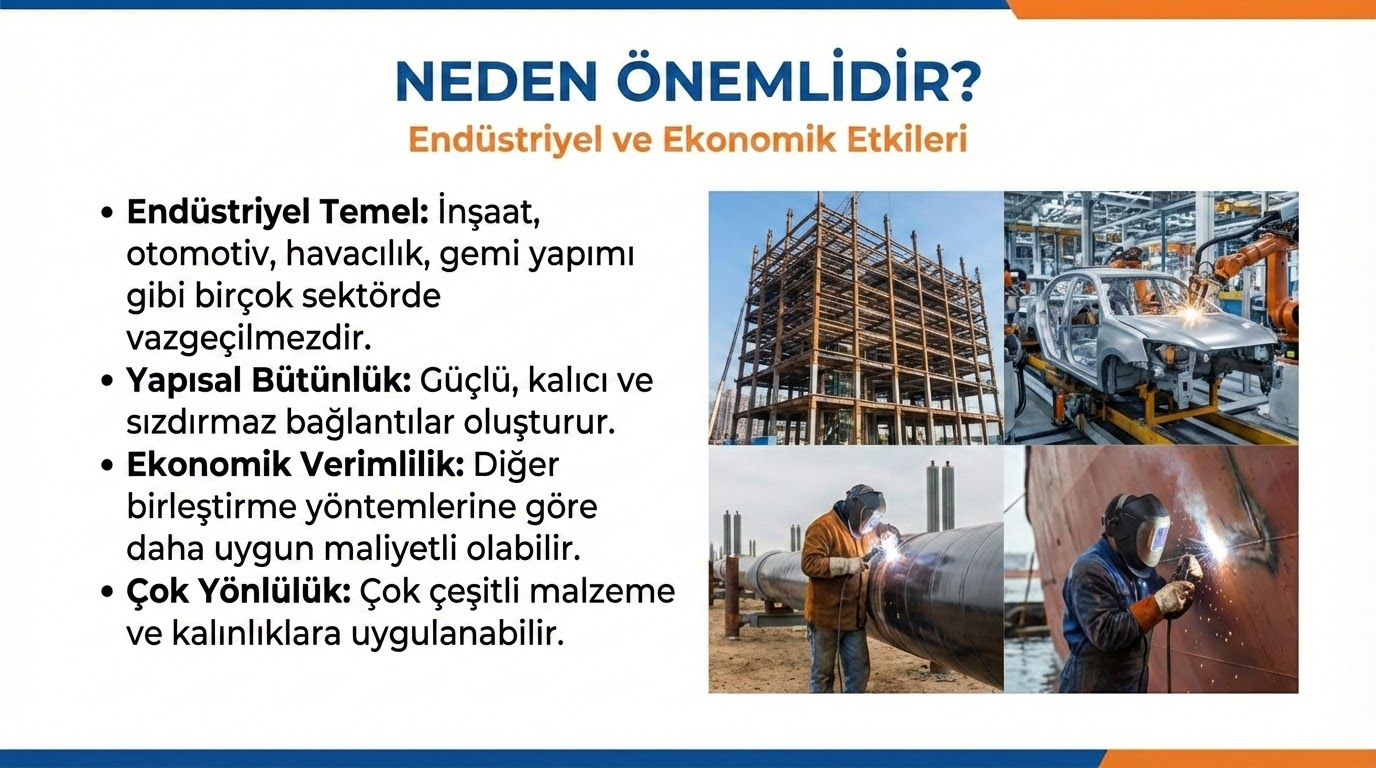 NEDEN ÖNEMLİDİR?
Endüstriyel ve Ekonomik Etkileri
• Endüstriyel Temel: İnşaat,
otomotiv, havacılık, gemi yapımı
gibi birçok sektörde
vazgeçilmezdir.
• Yapısal Bütünlük: Güçlü, kalıcı ve
sızdırmaz bağlantılar oluşturur.
• Ekonomik Verimlilik: Diğer
birleştirme yöntemlerine göre
daha uygun maliyetli olabilir.
• Çok Yönlülük: Çok çeşitli malzeme
ve kalınlıklara uygulanabilir.